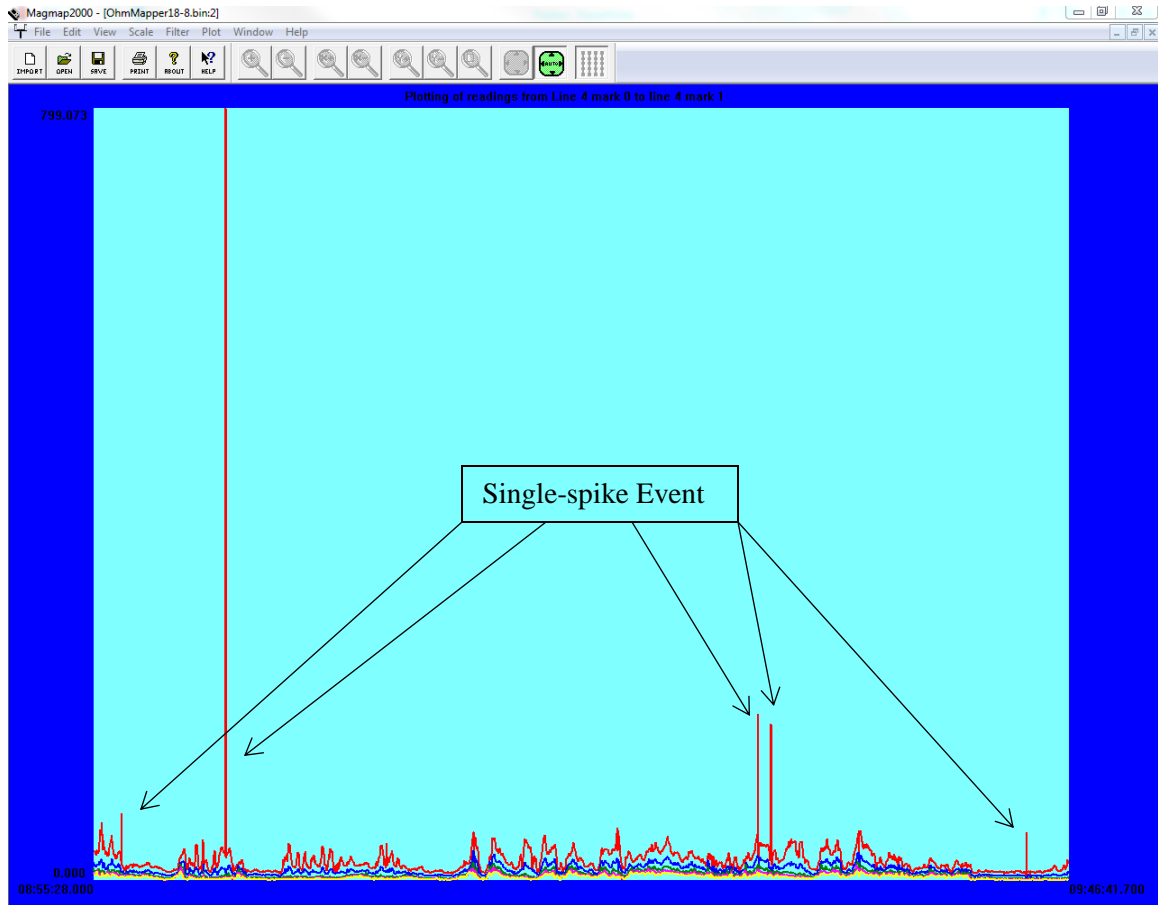 Magmap2000 - [OhmMapper18-8.bin:2]
File Edit View Scale Filter Plot Window Help
IMPORT OPEN SAVE PRINT ABOUT HELP AUTO
Plotting of readings from Line 4 mark 0 to line 4 mark 1
799.073
Single-spike Event
0.000
08:55:28.000
09:46:41.700